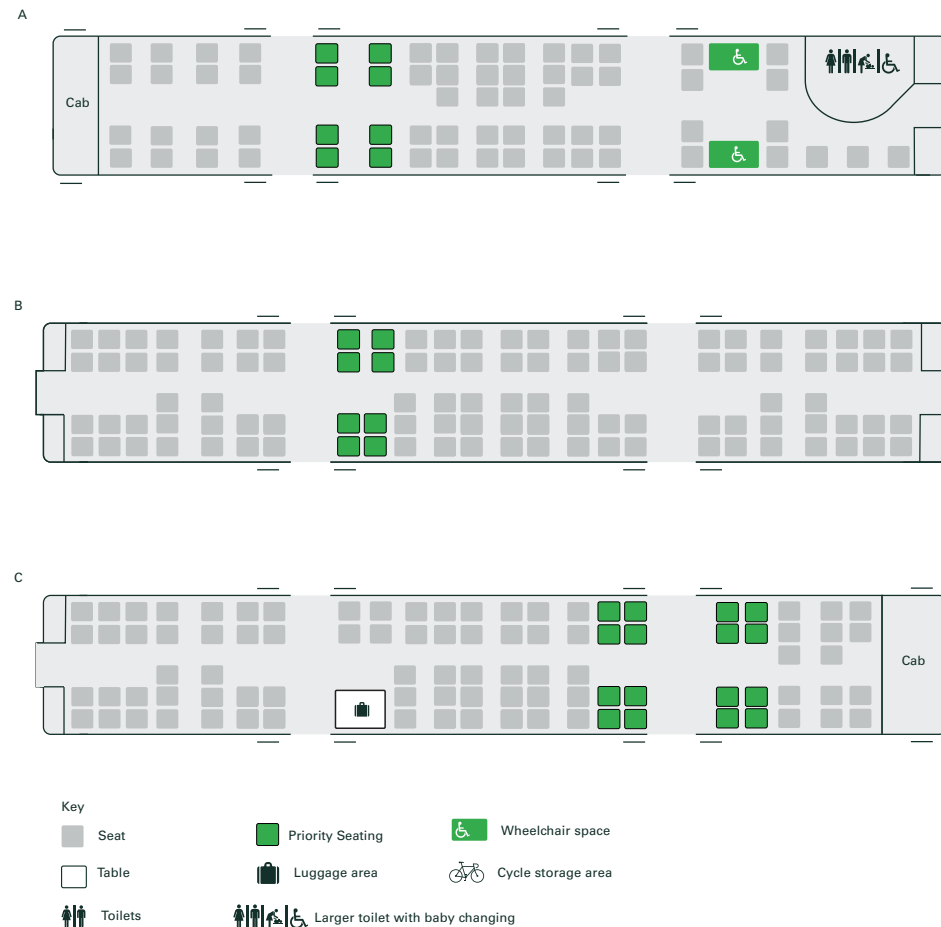 A
Cab
B
C
Cab
Key
Seat
Priority Seating
Wheelchair space
Table
Luggage area
Cycle storage area
Toilets
Larger toilet with baby changing